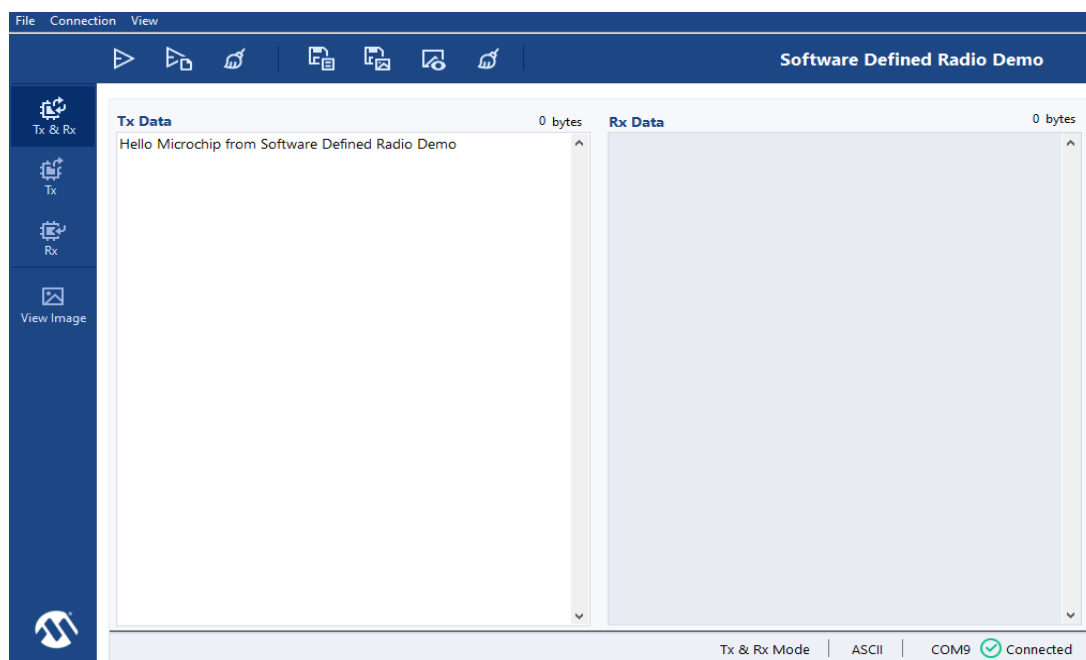 File Connection View
Software Defined Radio Demo
Tx & Rx
Tx
Rx
View Image
Tx Data 0 bytes
Hello Microchip from Software Defined Radio Demo
Rx Data 0 bytes
Tx & Rx Mode ASCII COM9 Connected